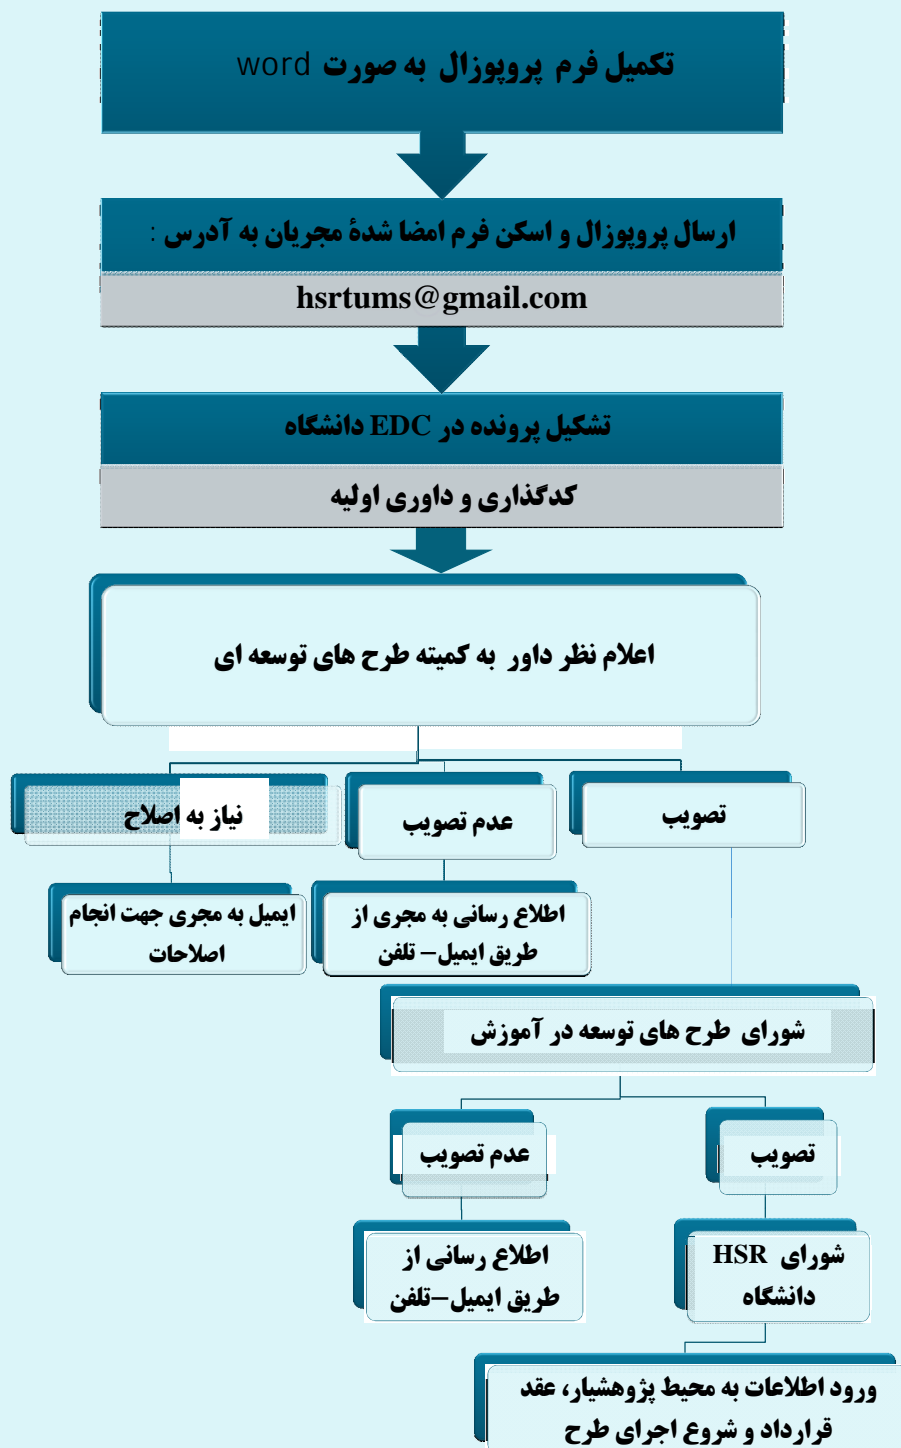 تکمیل فرم پروپوزال به صورت word
ارسال پروپوزال و اسکن فرم امضا شدۀ مجریان به آدرس :
hsrtums@gmail.com
تشکیل پرونده در EDC دانشگاه
کدگذاری و داوری اولیه
اعلام نظر داور به کمیته طرح های توسعه ای
تصویب
عدم تصویب
نیاز به اصلاح
اطلاع رسانی به مجری از
طریق ایمیل– تلفن
ایمیل به مجری جهت انجام
اصلاحات
شورای طرح های توسعه در آموزش
تصویب
عدم تصویب
شورای HSR
دانشگاه
اطلاع رسانی از
طریق ایمیل–تلفن
ورود اطلاعات به محیط پژوهشیار، عقد
قرارداد و شروع اجرای طرح